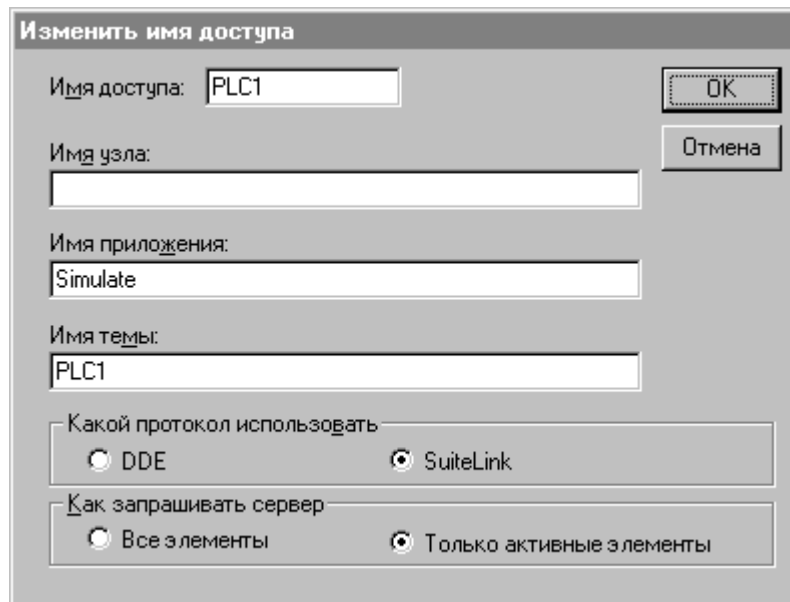 Изменить имя доступа
Имя доступа: PLC1
OK
Имя узла:
Отмена
Имя приложения:
Simulate
Имя темы:
PLC1
Какой протокол использовать
DDE SuiteLink
Как запрашивать сервер
Все элементы Только активные элементы